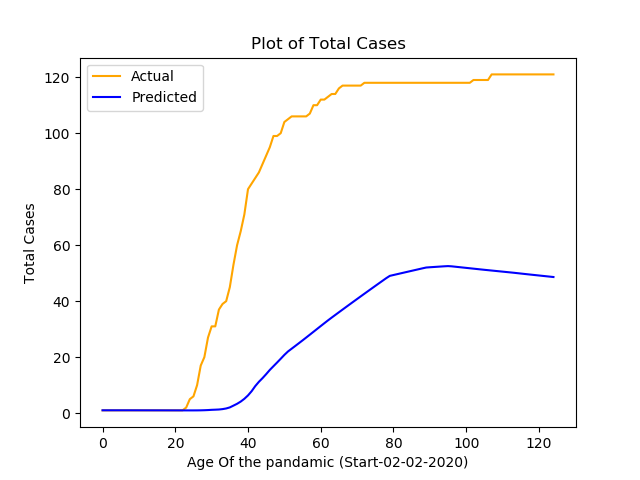 Plot of Total Cases
Actual
Predicted
Total Cases
120
100
80
60
40
20
0
0 20 40 60 80 100 120
Age Of the pandamic (Start-02-02-2020)